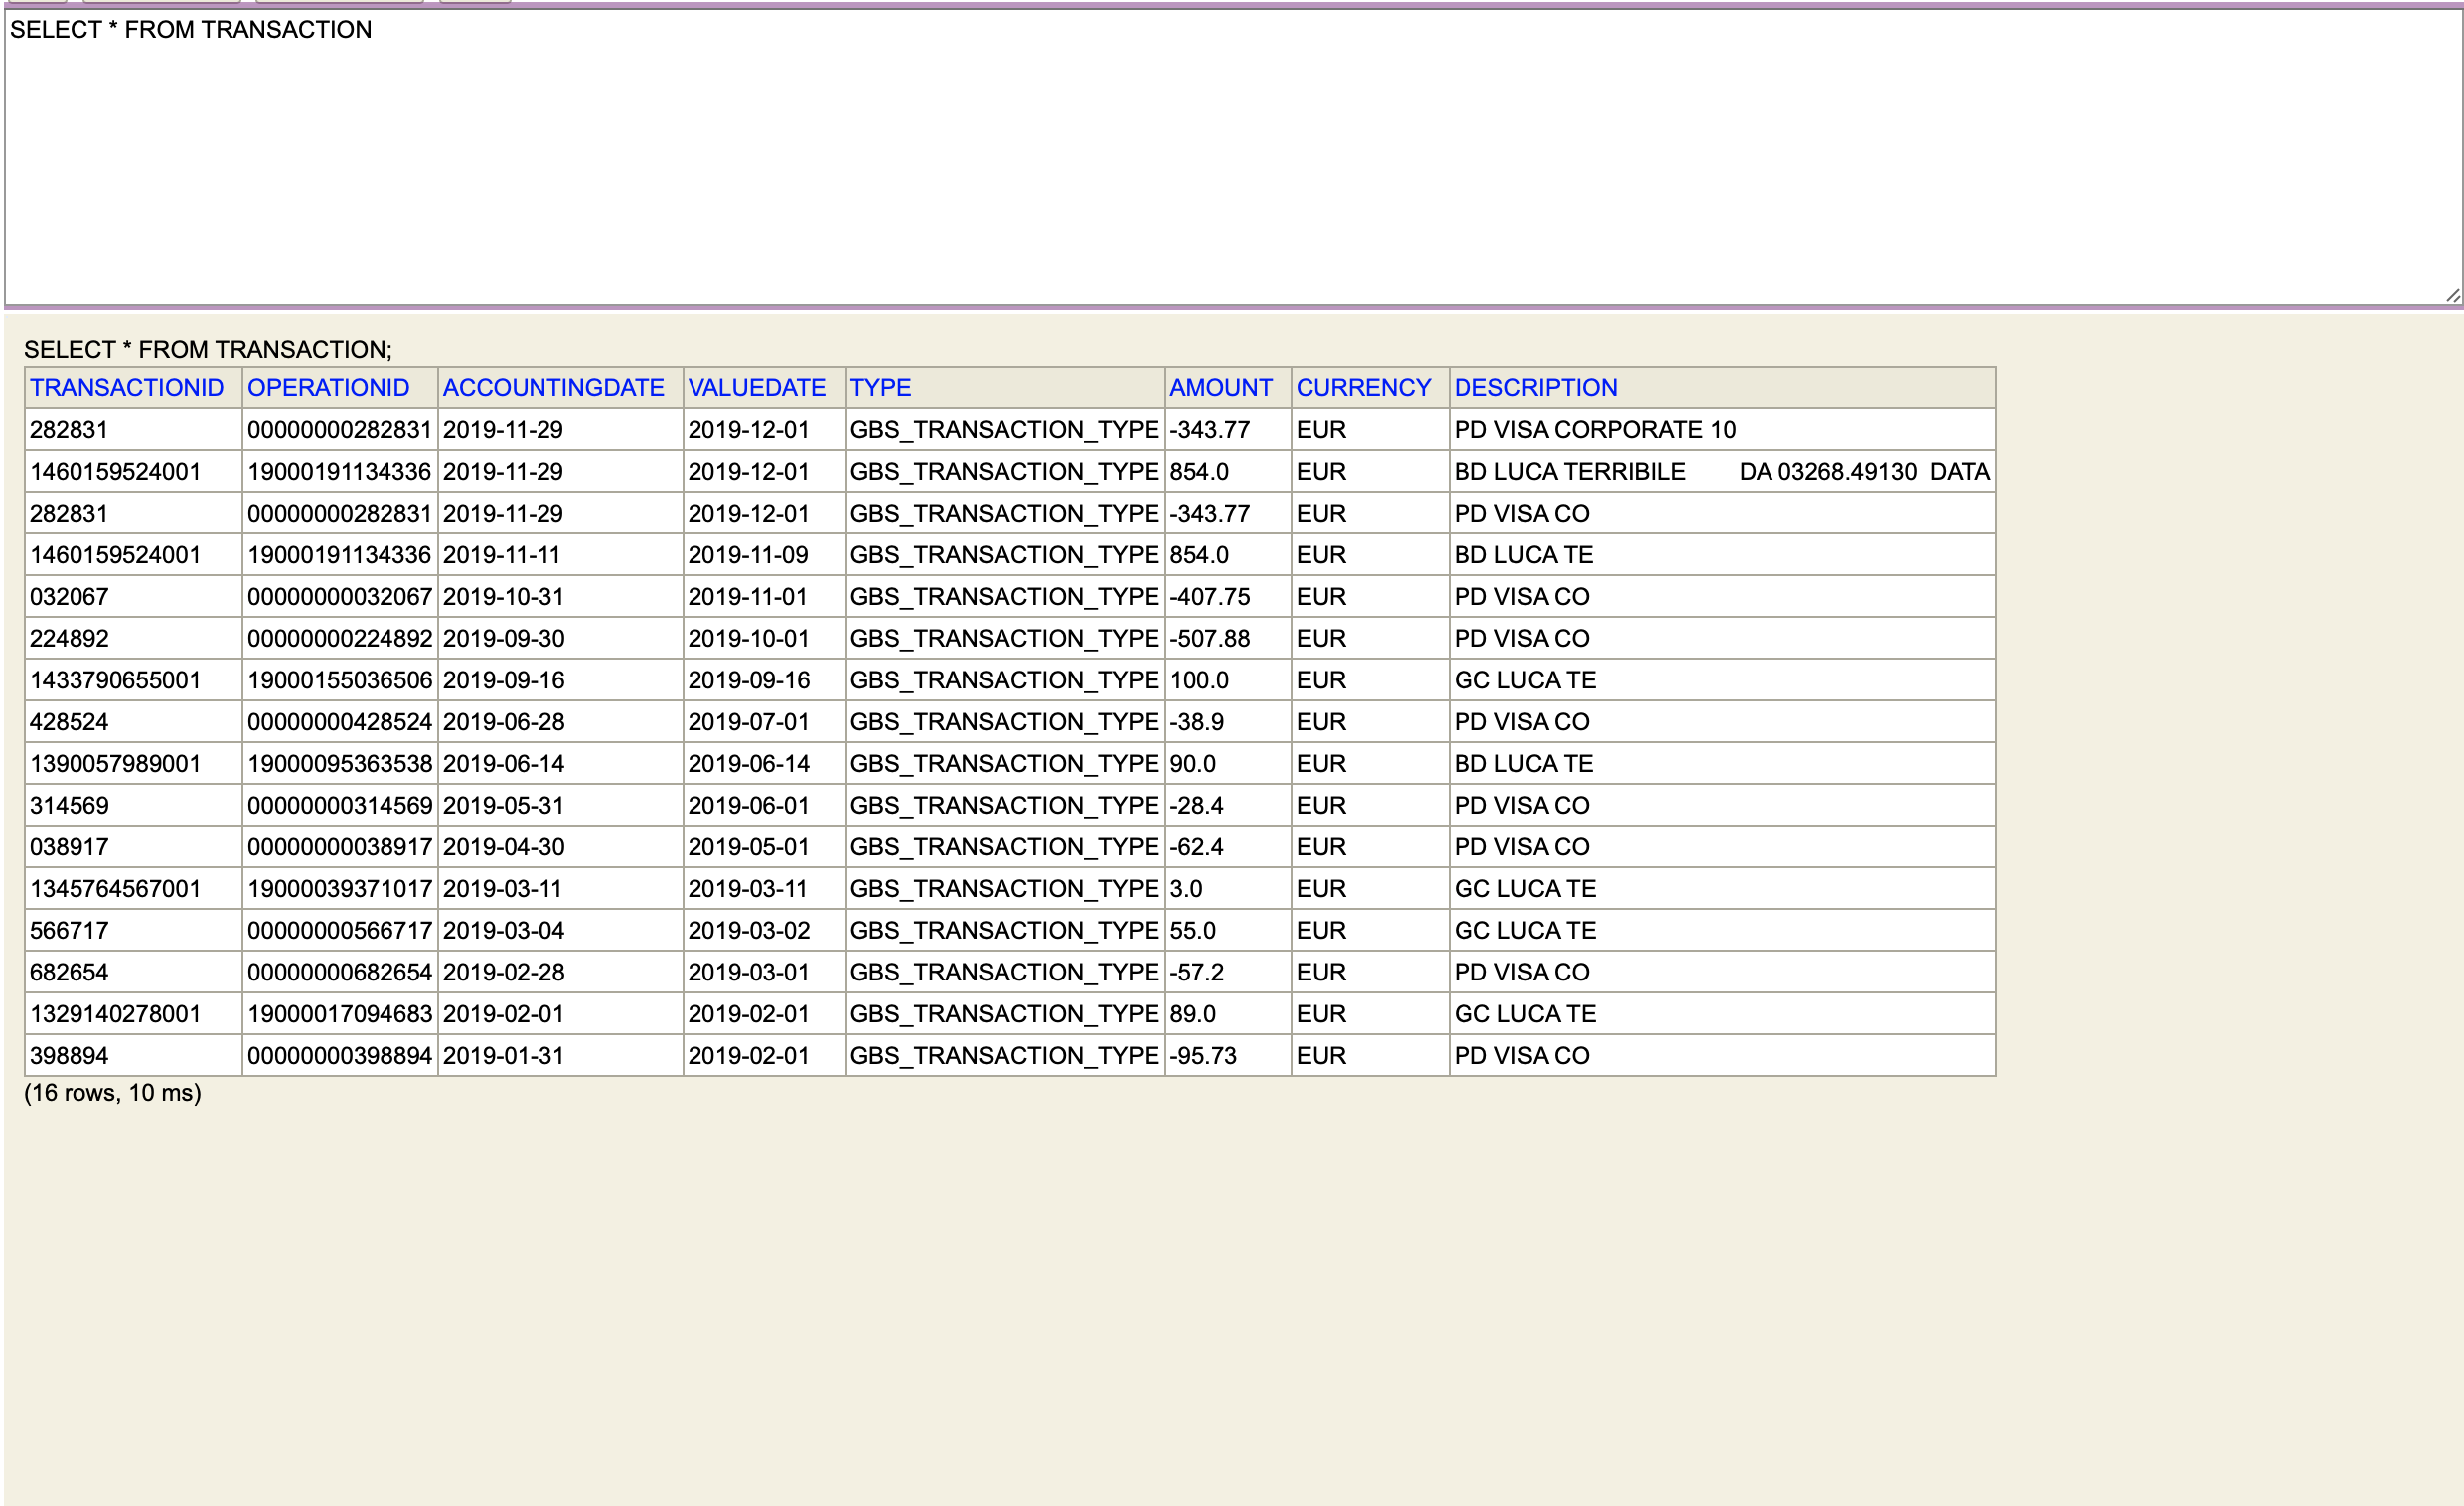 SELECT * FROM TRANSACTION
SELECT * FROM TRANSACTION;
TRANSACTIONID OPERATIONID ACCOUNTINGDATE VALUEDATE TYPE AMOUNT CURRENCY DESCRIPTION
282831 00000000282831 2019-11-29 2019-12-01 GBS_TRANSACTION_TYPE -343.77 EUR PD VISA CORPORATE 10
1460159524001 19000191134336 2019-11-29 2019-12-01 GBS_TRANSACTION_TYPE 854.0 EUR BD LUCA TERRIBILE DA 03268.49130 DATA
282831 00000000282831 2019-11-29 2019-12-01 GBS_TRANSACTION_TYPE -343.77 EUR PD VISA CO
1460159524001 19000191134336 2019-11-11 2019-11-09 GBS_TRANSACTION_TYPE 854.0 EUR BD LUCA TE
032067 00000000032067 2019-10-31 2019-11-01 GBS_TRANSACTION_TYPE -407.75 EUR PD VISA CO
224892 00000000224892 2019-09-30 2019-10-01 GBS_TRANSACTION_TYPE -507.88 EUR PD VISA CO
1433790655001 19000155036506 2019-09-16 2019-09-16 GBS_TRANSACTION_TYPE 100.0 EUR GC LUCA TE
428524 00000000428524 2019-06-28 2019-07-01 GBS_TRANSACTION_TYPE -38.9 EUR PD VISA CO
1390057989001 19000095363538 2019-06-14 2019-06-14 GBS_TRANSACTION_TYPE 90.0 EUR BD LUCA TE
314569 00000000314569 2019-05-31 2019-06-01 GBS_TRANSACTION_TYPE -28.4 EUR PD VISA CO
038917 00000000038917 2019-04-30 2019-05-01 GBS_TRANSACTION_TYPE -62.4 EUR PD VISA CO
1345764567001 19000039371017 2019-03-11 2019-03-11 GBS_TRANSACTION_TYPE 3.0 EUR GC LUCA TE
566717 00000000566717 2019-03-04 2019-03-02 GBS_TRANSACTION_TYPE 55.0 EUR GC LUCA TE
682654 00000000682654 2019-02-28 2019-03-01 GBS_TRANSACTION_TYPE -57.2 EUR PD VISA CO
1329140278001 19000017094683 2019-02-01 2019-02-01 GBS_TRANSACTION_TYPE 89.0 EUR GC LUCA TE
398894 00000000398894 2019-01-31 2019-02-01 GBS_TRANSACTION_TYPE -95.73 EUR PD VISA CO
(16 rows, 10 ms)